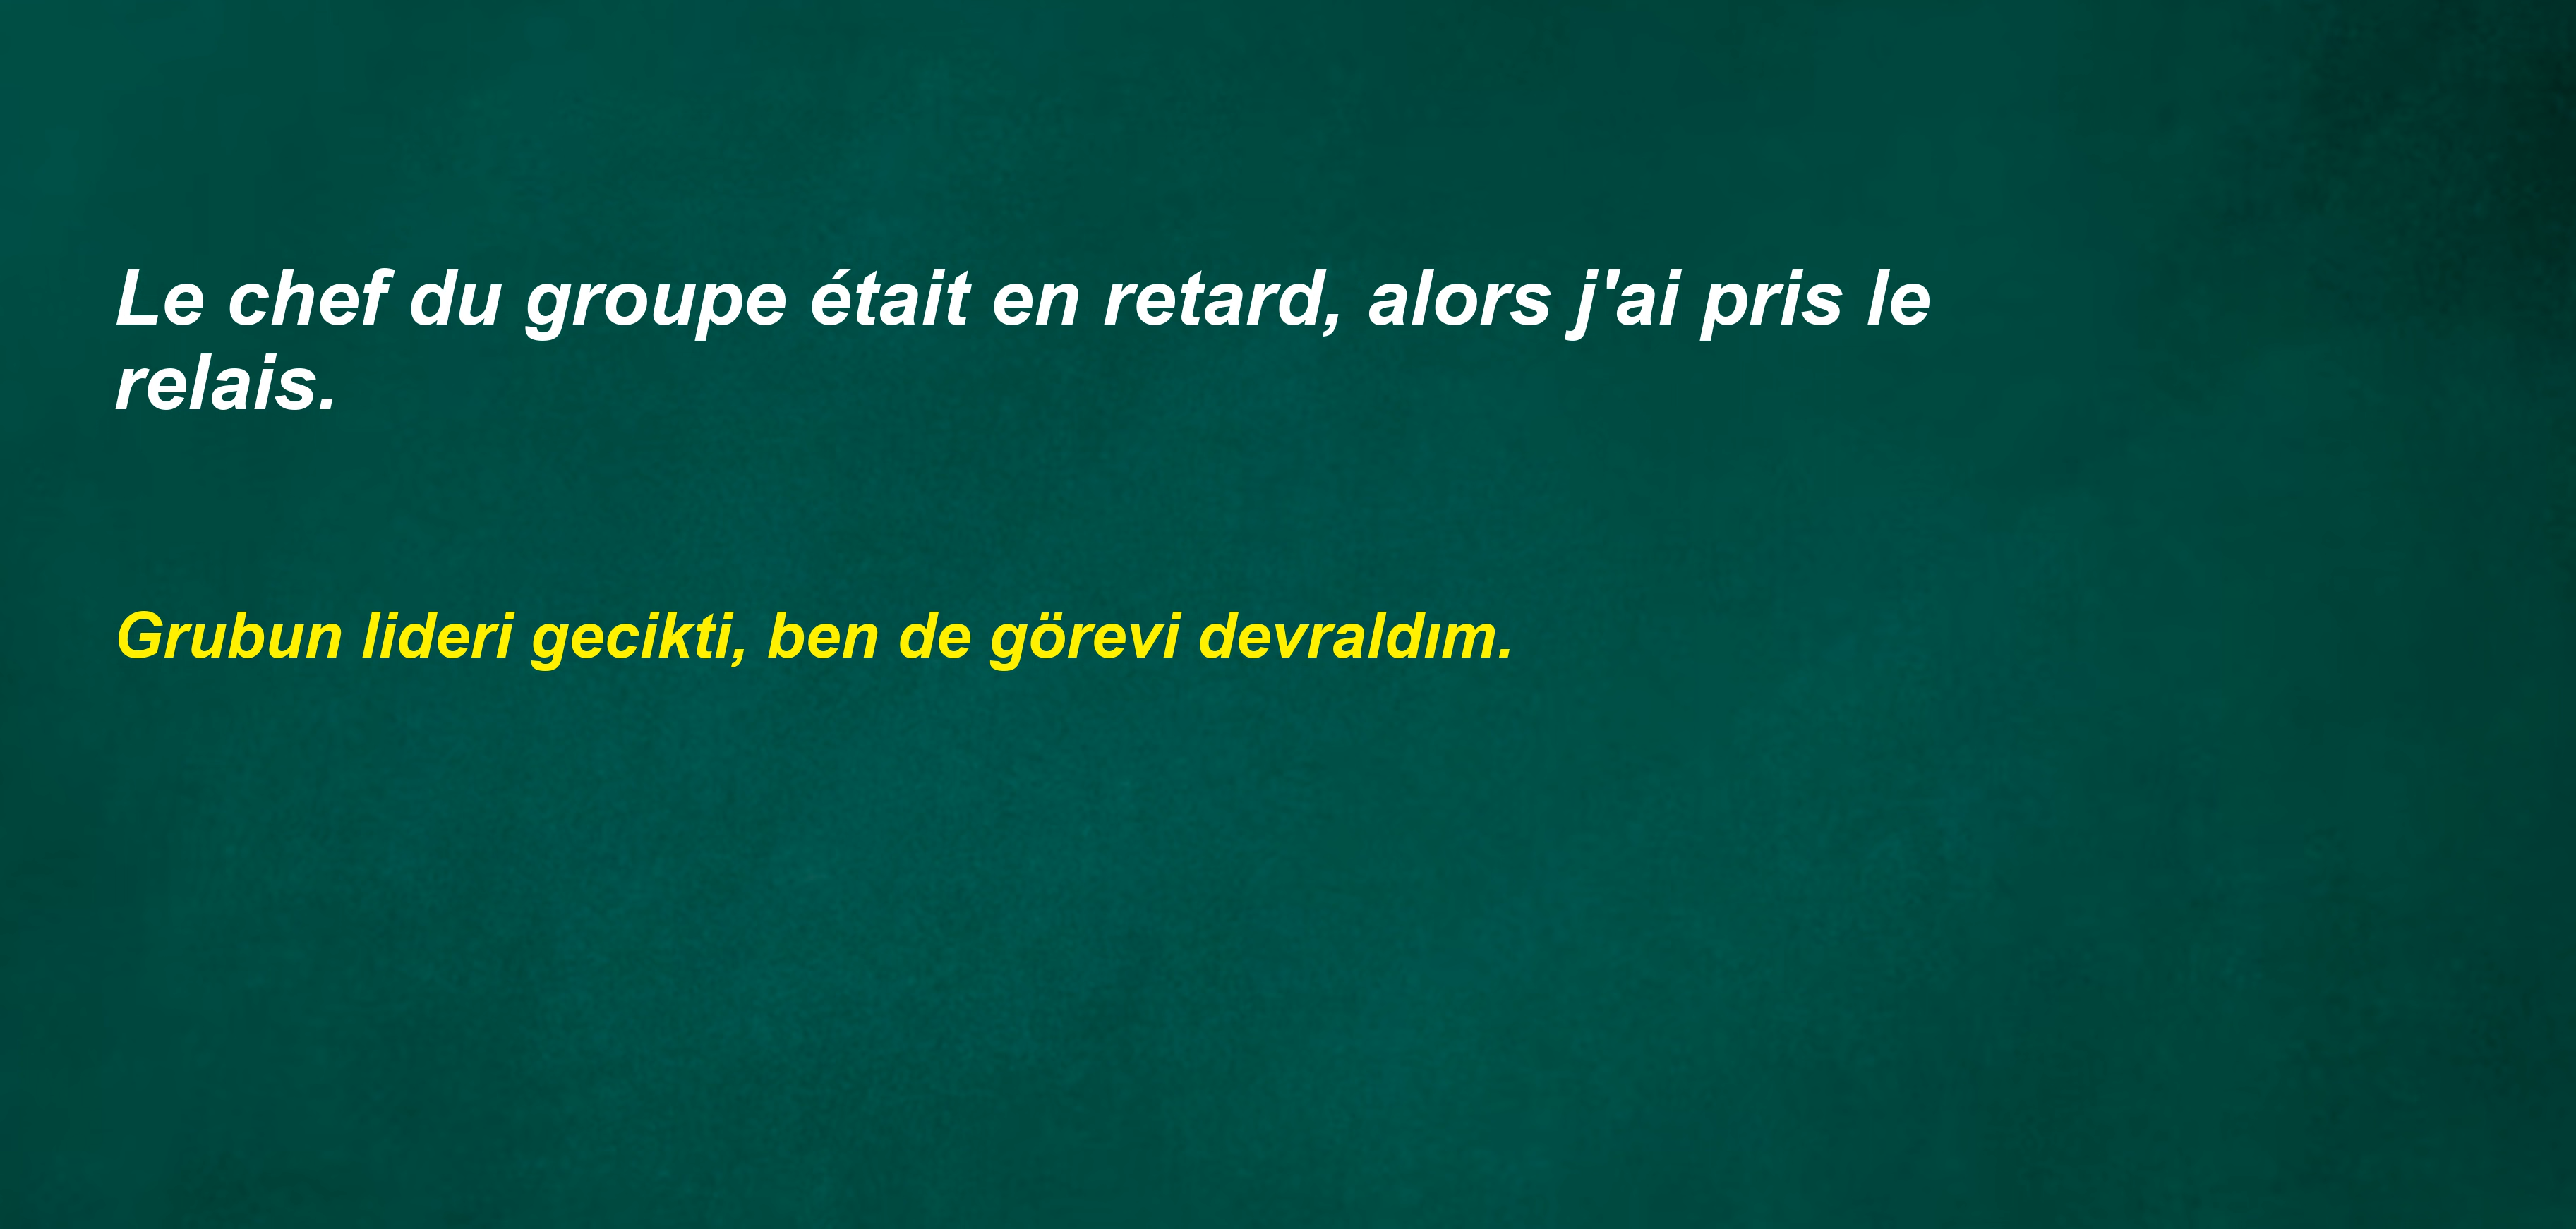 Le chef du groupe était en retard, alors j'ai pris le
relais.
Grubun lideri gecikti, ben de görevi devraldım.